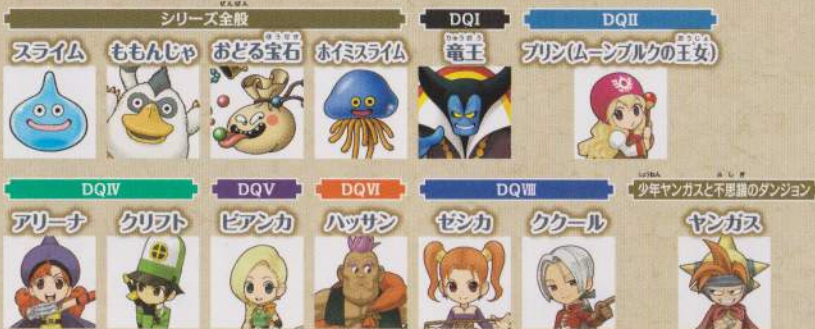 シリーズ全般 DQI DQII
スライム ももんじゃ おどる宝石 ホイミスライム 竜王 プリン(ムーンブルクの王女)
DQIV DQV DQVI DQVIII 少年ヤンガスと不思議のダンジョン
アリーナ クリフト ビアンカ ハッサン ゼシカ ククール ヤンガス